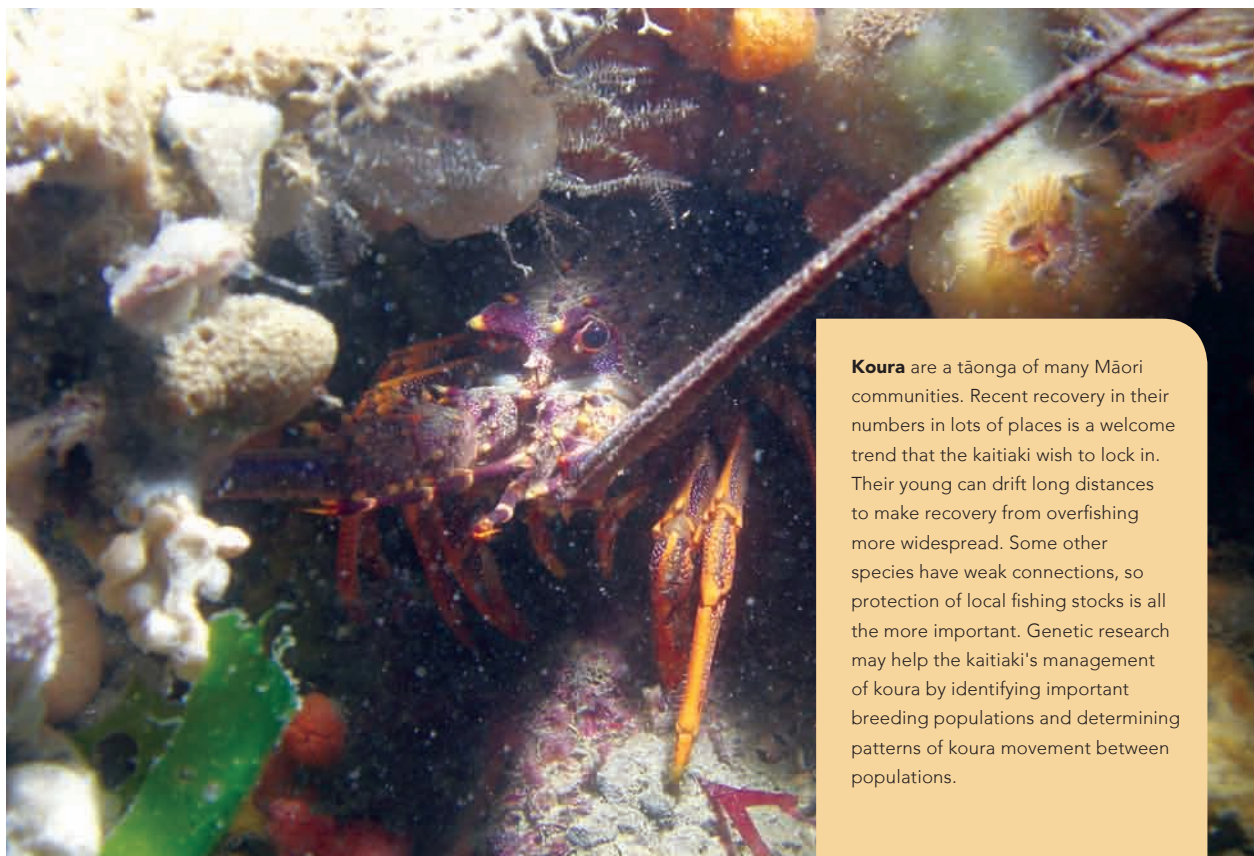 Koura are a tāonga of many Māori
communities. Recent recovery in their
numbers in lots of places is a welcome
trend that the kaitiaki wish to lock in.
Their young can drift long distances
to make recovery from overfishing
more widespread. Some other
species have weak connections, so
protection of local fishing stocks is all
the more important. Genetic research
may help the kaitiaki's management
of koura by identifying important
breeding populations and determining
patterns of koura movement between
populations.